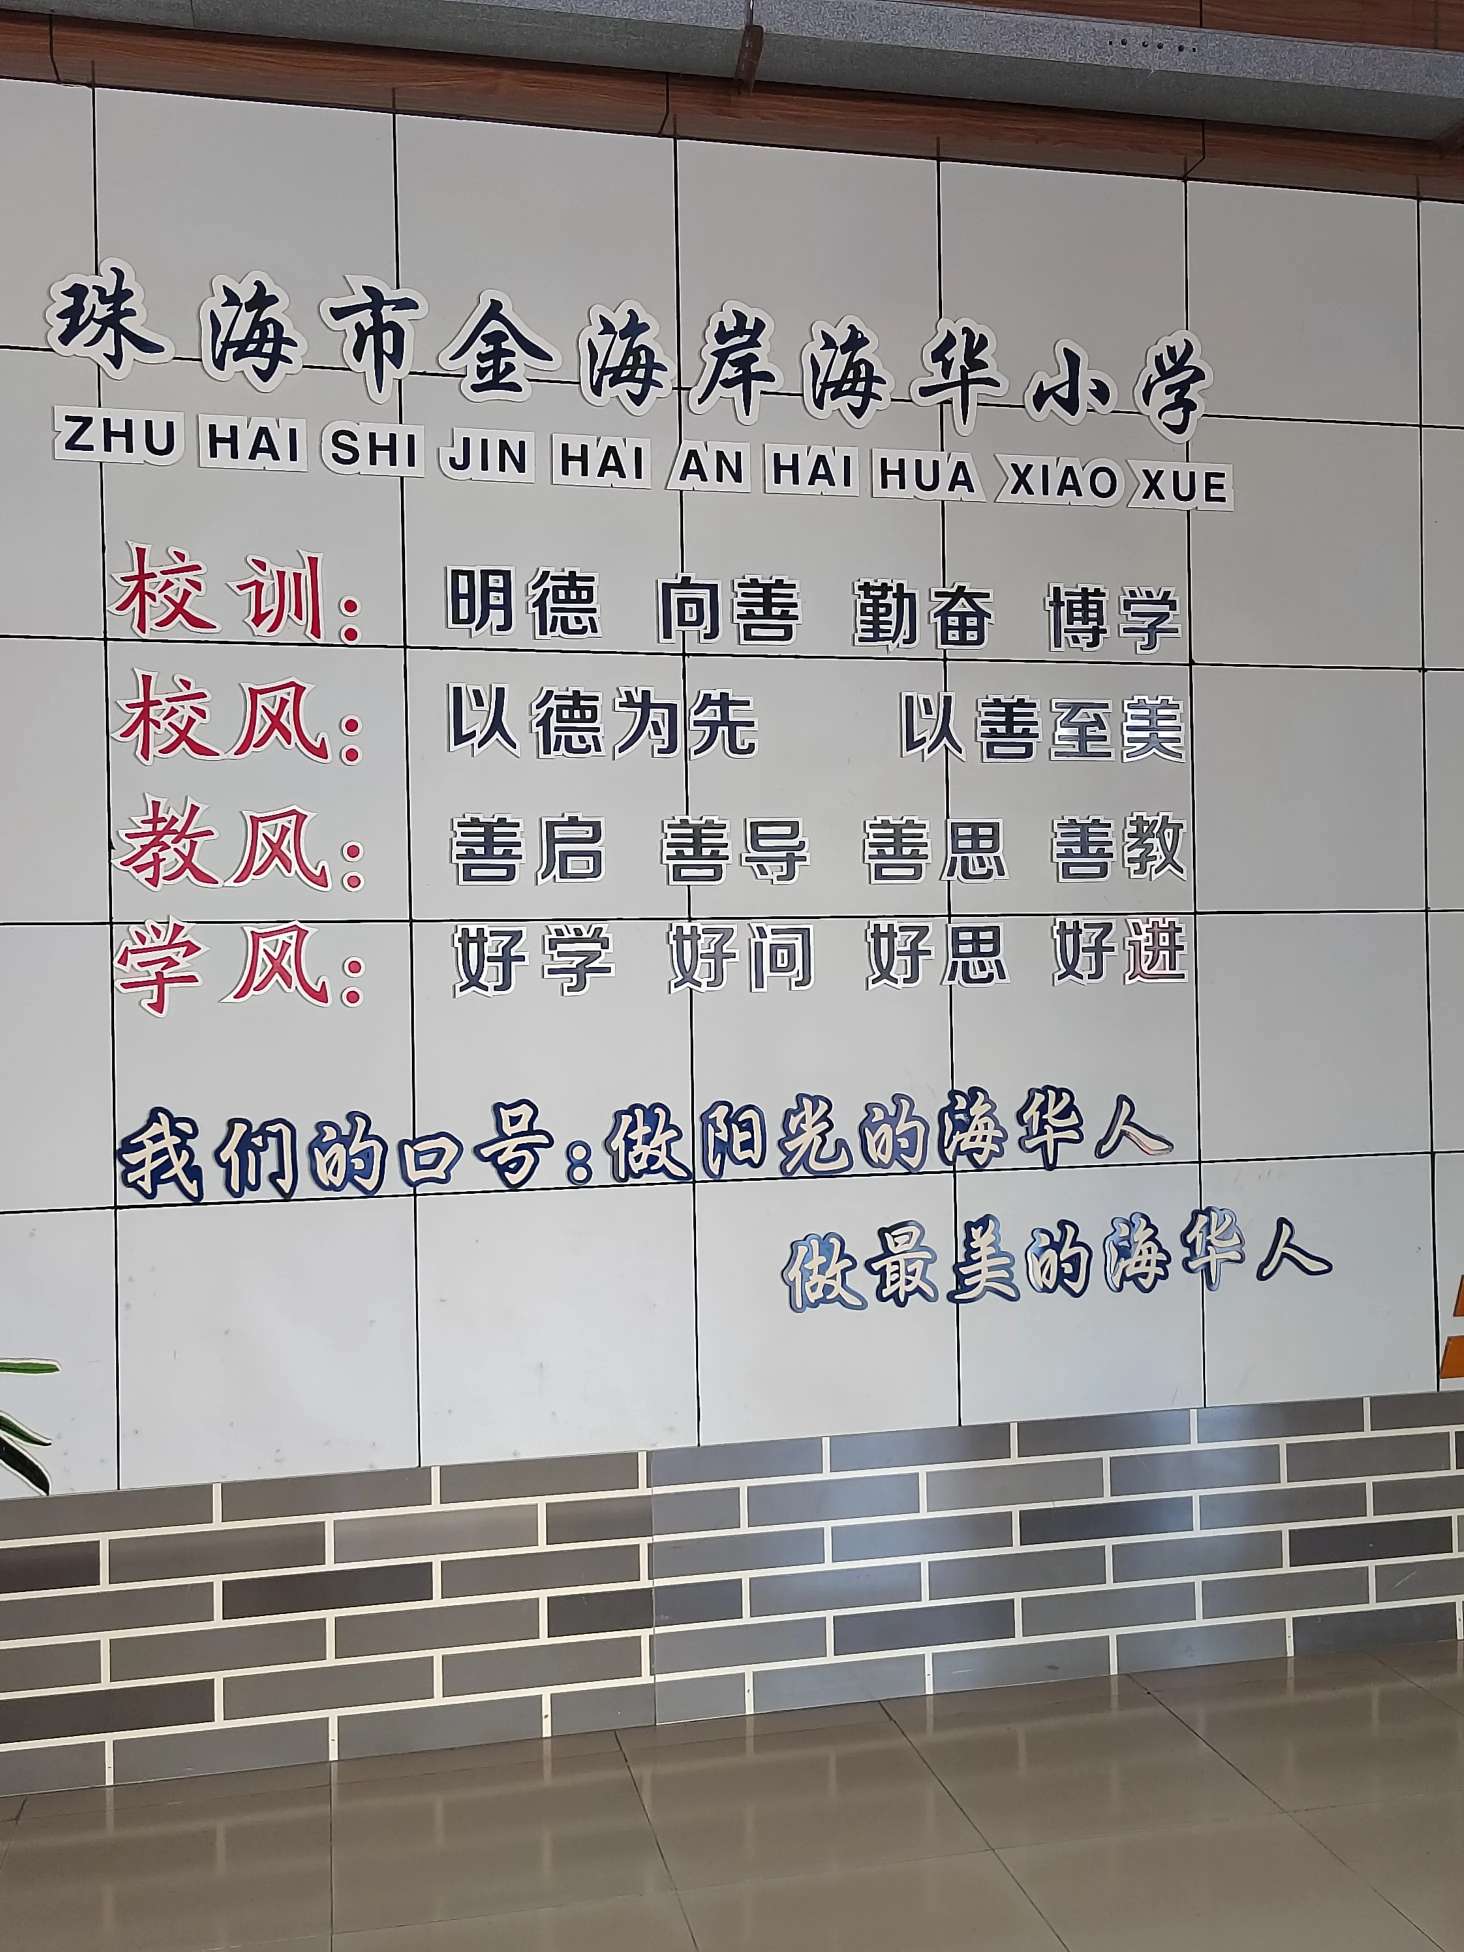 珠海市金海岸海华小学
ZHU HAI SHI JIN HAI AN HAI HUA XIAO XUE
校训：明德 向善 勤奋 博学
校风：以德为先 以善至美
教风：善启 善导 善思 善教
学风：好学 好问 好思 好进
我们的口号：做阳光的海华人
做最美的海华人